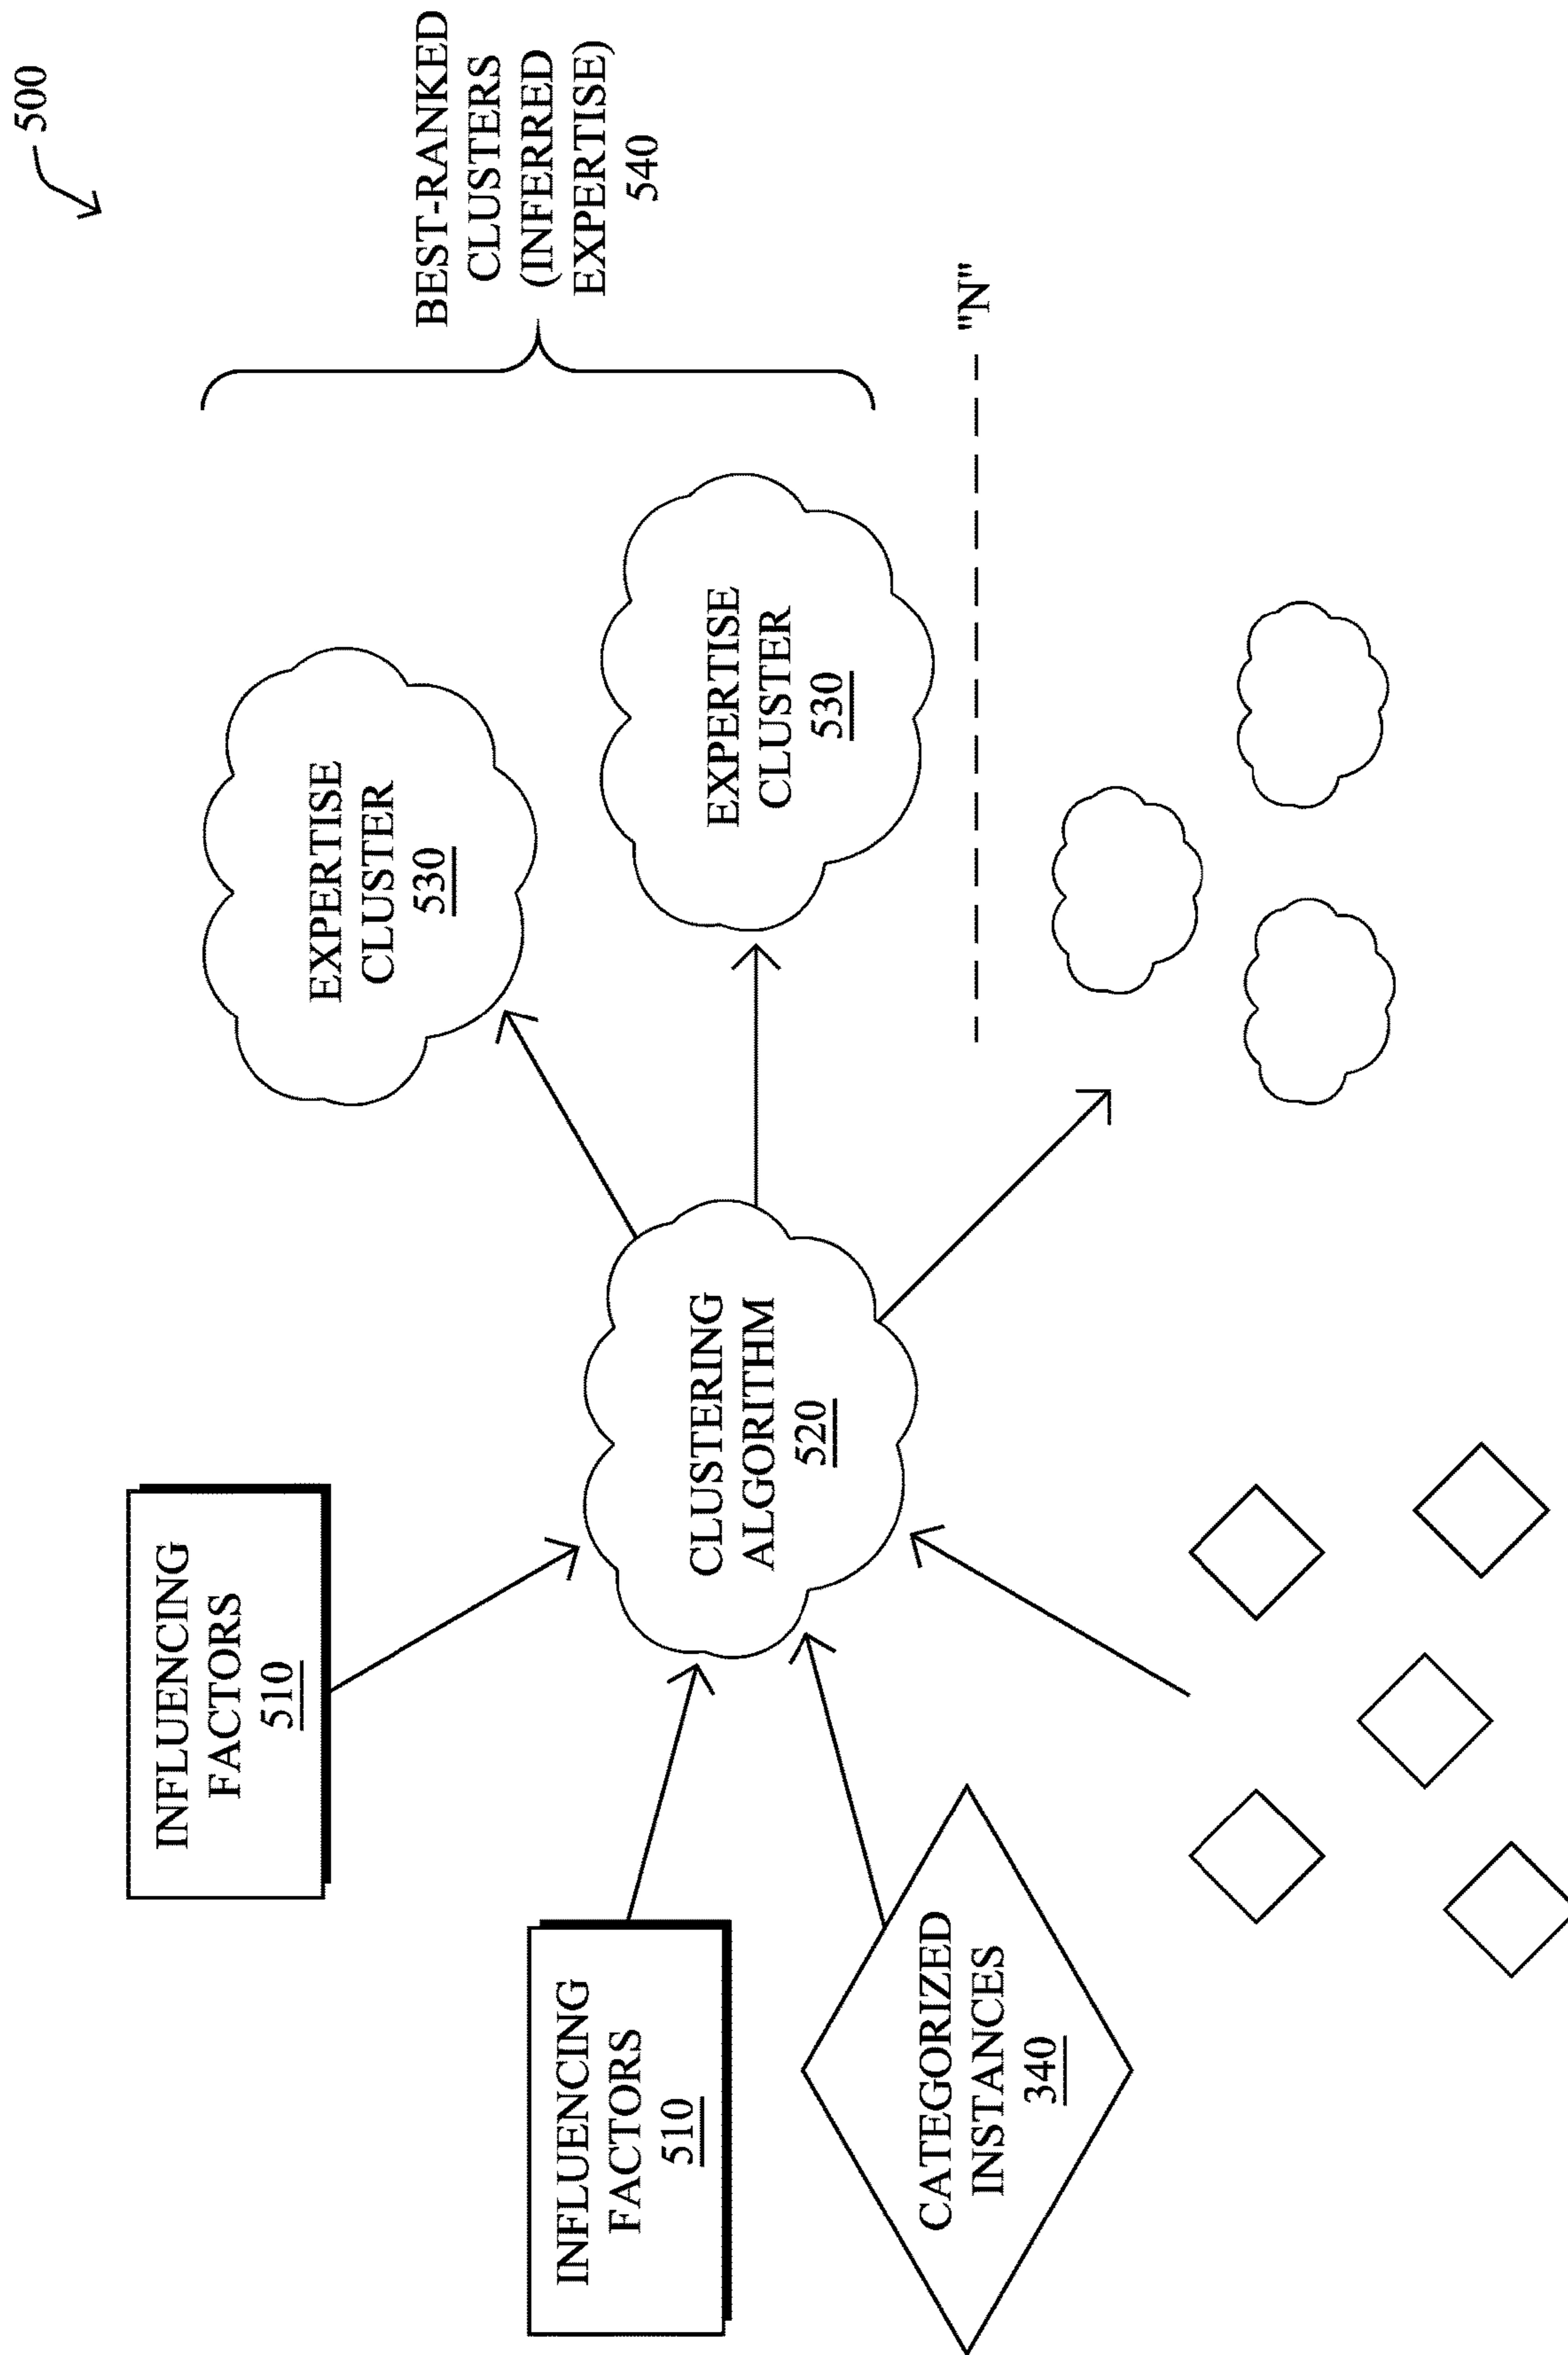 500
INFLUENCING
FACTORS
510
EXPERTISE
CLUSTER
530
BEST-RANKED
CLUSTERS
(INFERRED
EXPERTISE)
540
INFLUENCING
FACTORS
510
CLUSTERING
ALGORITHM
520
EXPERTISE
CLUSTER
530
CATEGORIZED
INSTANCES
340
"N"